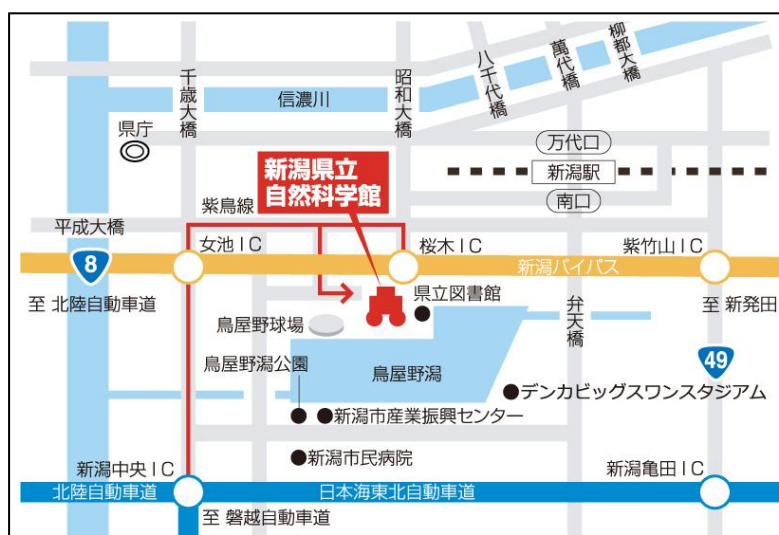 千歳大橋
昭和大橋
八千代橋
萬代橋
柳都大橋
信濃川
県庁
万代口
新潟駅
南口
新潟県立
自然科学館
紫鳥線
平成大橋
女池IC
桜木IC
紫竹山IC
8
新潟バイパス
至 北陸自動車道
県立図書館
弁天橋
至 新発田
鳥屋野球場
49
鳥屋野潟公園
鳥屋野潟
デンカビッグスワンスタジアム
新潟市産業振興センター
新潟市民病院
新潟中央IC
新潟亀田IC
北陸自動車道
日本海東北自動車道
至 磐越自動車道